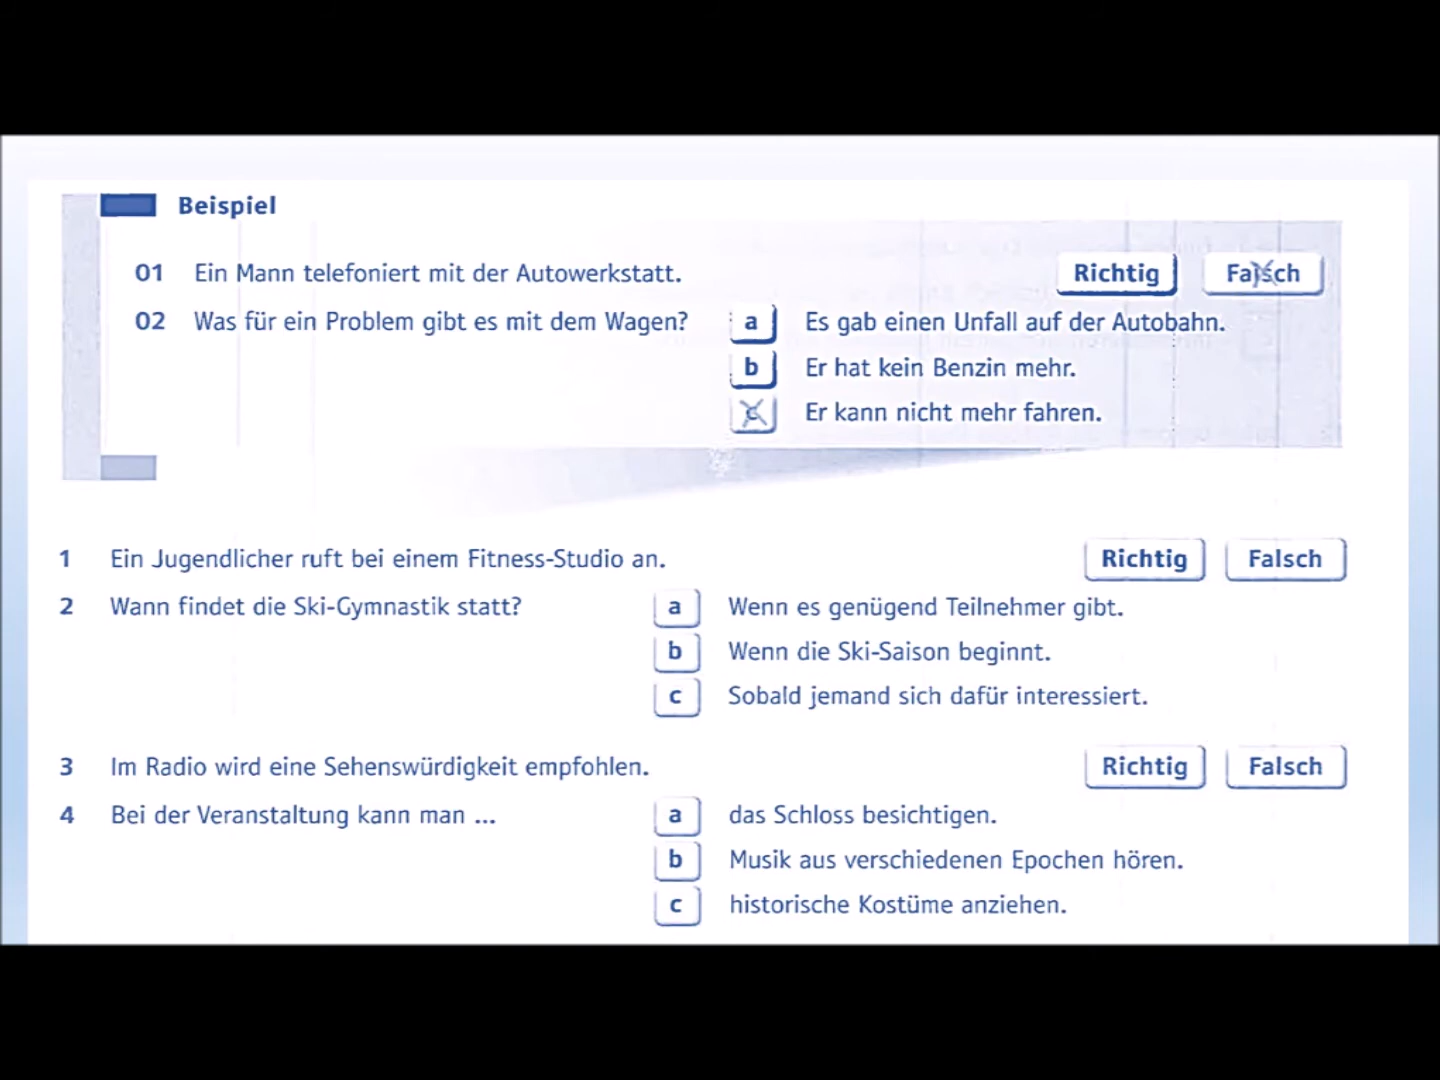 Beispiel
01 Ein Mann telefoniert mit der Autowerkstatt. Richtig Falsch
02 Was für ein Problem gibt es mit dem Wagen? a Es gab einen Unfall auf der Autobahn.
b Er hat kein Benzin mehr.
c Er kann nicht mehr fahren.
1 Ein Jugendlicher ruft bei einem Fitness-Studio an. Richtig Falsch
2 Wann findet die Ski-Gymnastik statt? a Wenn es genügend Teilnehmer gibt.
b Wenn die Ski-Saison beginnt.
c Sobald jemand sich dafür interessiert.
3 Im Radio wird eine Sehenswürdigkeit empfohlen. Richtig Falsch
4 Bei der Veranstaltung kann man ... a das Schloss besichtigen.
b Musik aus verschiedenen Epochen hören.
c historische Kostüme anziehen.